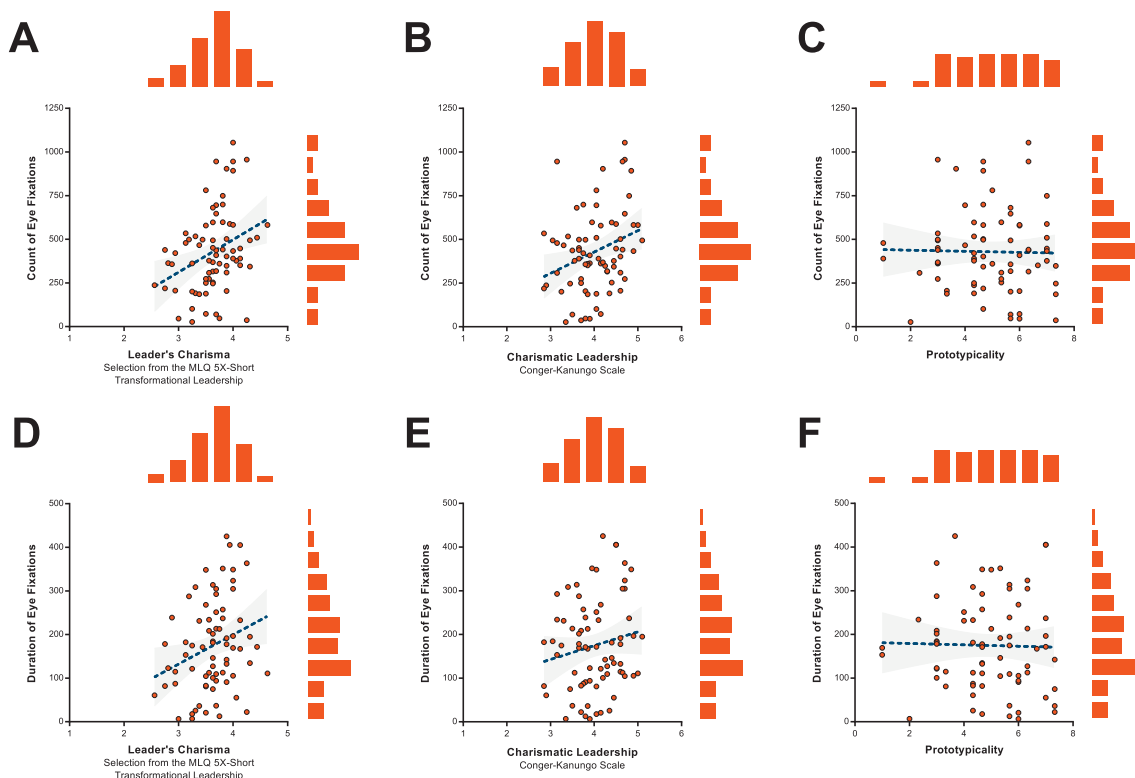 A
B
C
1250
1000
750
500
250
0
Count of Eye Fixations
1 2 3 4 5
Leader's Charisma
Selection from the MLQ 5X-Short
Transformational Leadership
1250
1000
750
500
250
0
Count of Eye Fixations
1 2 3 4 5 6
Charismatic Leadership
Conger-Kanungo Scale
1250
1000
750
500
250
0
Count of Eye Fixations
0 2 4 6 8
Prototypicality
D
E
F
500
400
300
200
100
0
Duration of Eye Fixations
1 2 3 4 5
Leader's Charisma
Selection from the MLQ 5X-Short
Transformational Leadership
500
400
300
200
100
0
Duration of Eye Fixations
1 2 3 4 5 6
Charismatic Leadership
Conger-Kanungo Scale
500
400
300
200
100
0
Duration of Eye Fixations
0 2 4 6 8
Prototypicality